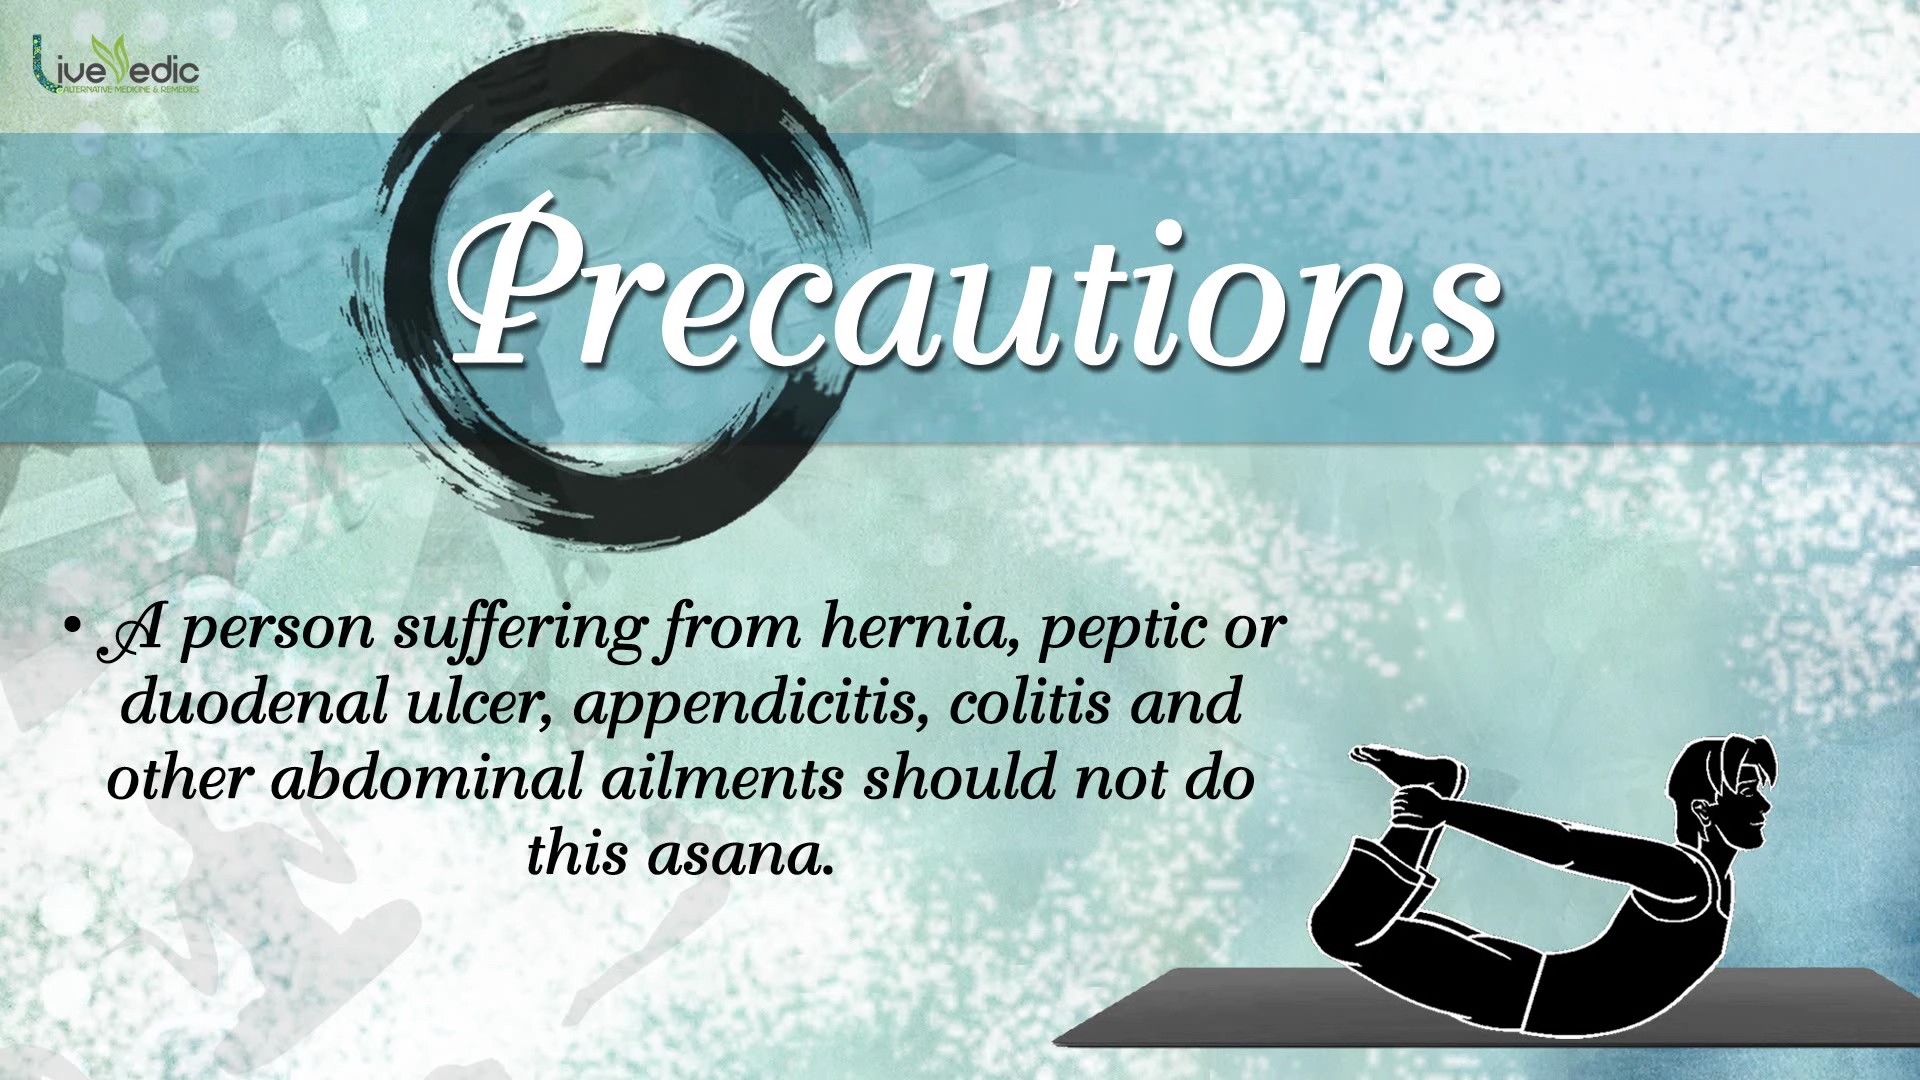 LiveVedic
ALTERNATIVE MEDICINE & REMEDIES
Precautions
• A person suffering from hernia, peptic or
duodenal ulcer, appendicitis, colitis and
other abdominal ailments should not do
this asana.